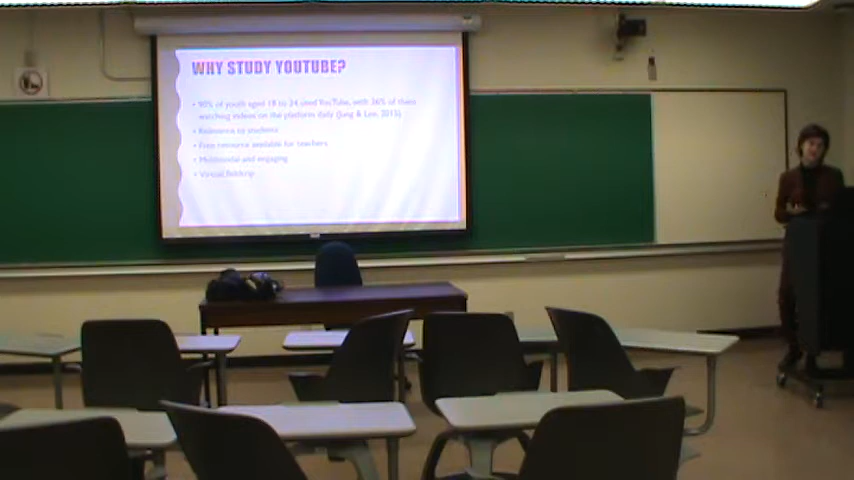 WHY STUDY YOUTUBE?
• 90% of youth aged 18 to 24 used YouTube, with 36% of them
watching videos on the platform daily (Jung & Lee, 2015)
• Relevance to students
• Free resource available for teachers
• Multimodal and engaging
• Virtual fieldtrip